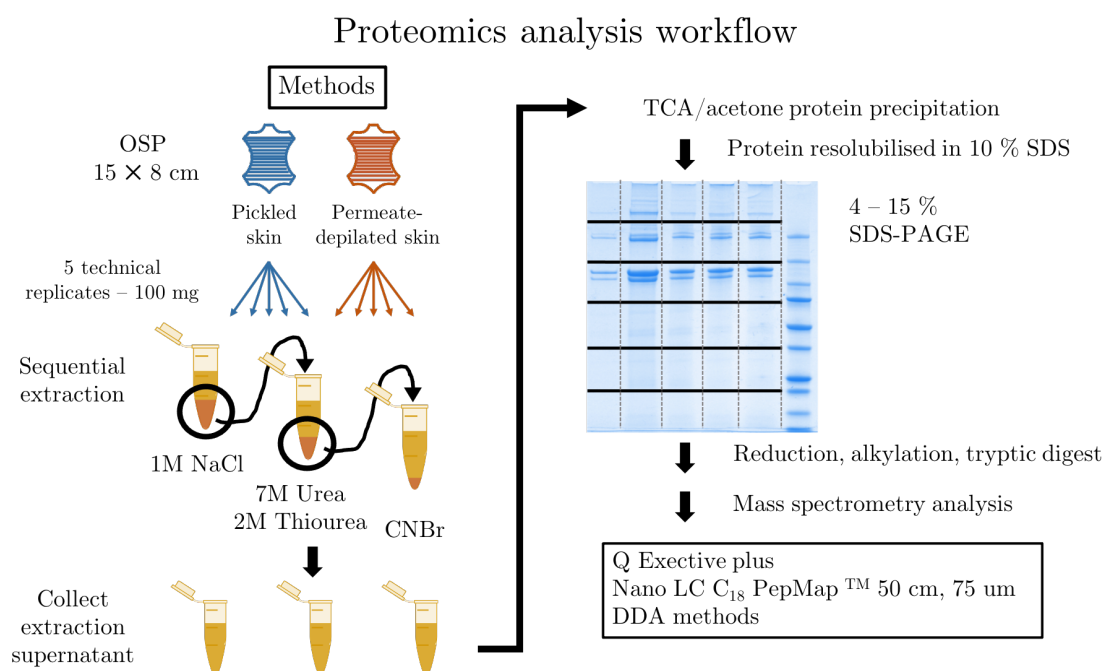 Proteomics analysis workflow
Methods
OSP
15 × 8 cm
Pickled
skin
Permeate-
depilated skin
5 technical
replicates – 100 mg
Sequential
extraction
1M NaCl
7M Urea
2M Thiourea
CNBr
Collect
extraction
supernatant
TCA/acetone protein precipitation
Protein resolubilised in 10 % SDS
4 – 15 %
SDS-PAGE
Reduction, alkylation, tryptic digest
Mass spectrometry analysis
Q Exective plus
Nano LC C₁₈ PepMap ™ 50 cm, 75 um
DDA methods